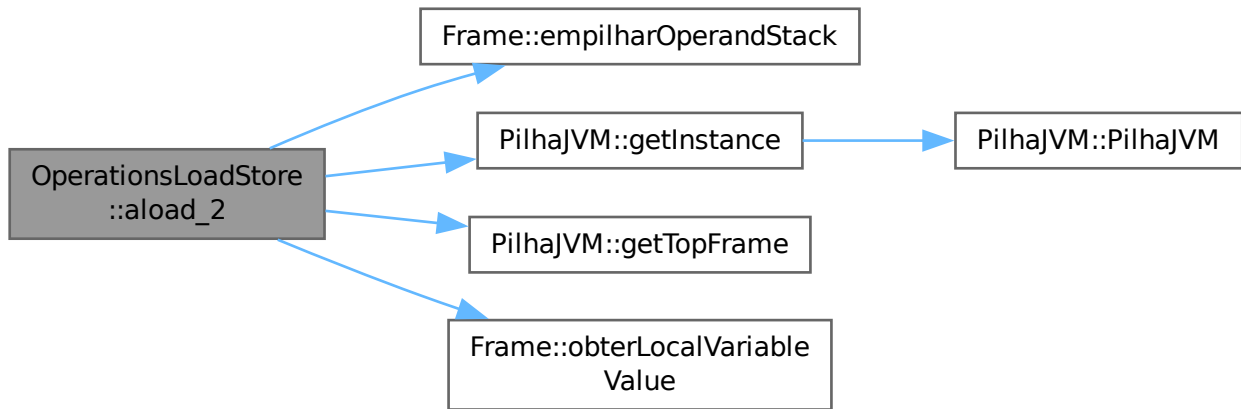 Frame::empilharOperandStack
PilhaJVM::getInstance
PilhaJVM::PilhaJVM
OperationsLoadStore
::aload_2
PilhaJVM::getTopFrame
Frame::obterLocalVariable
Value